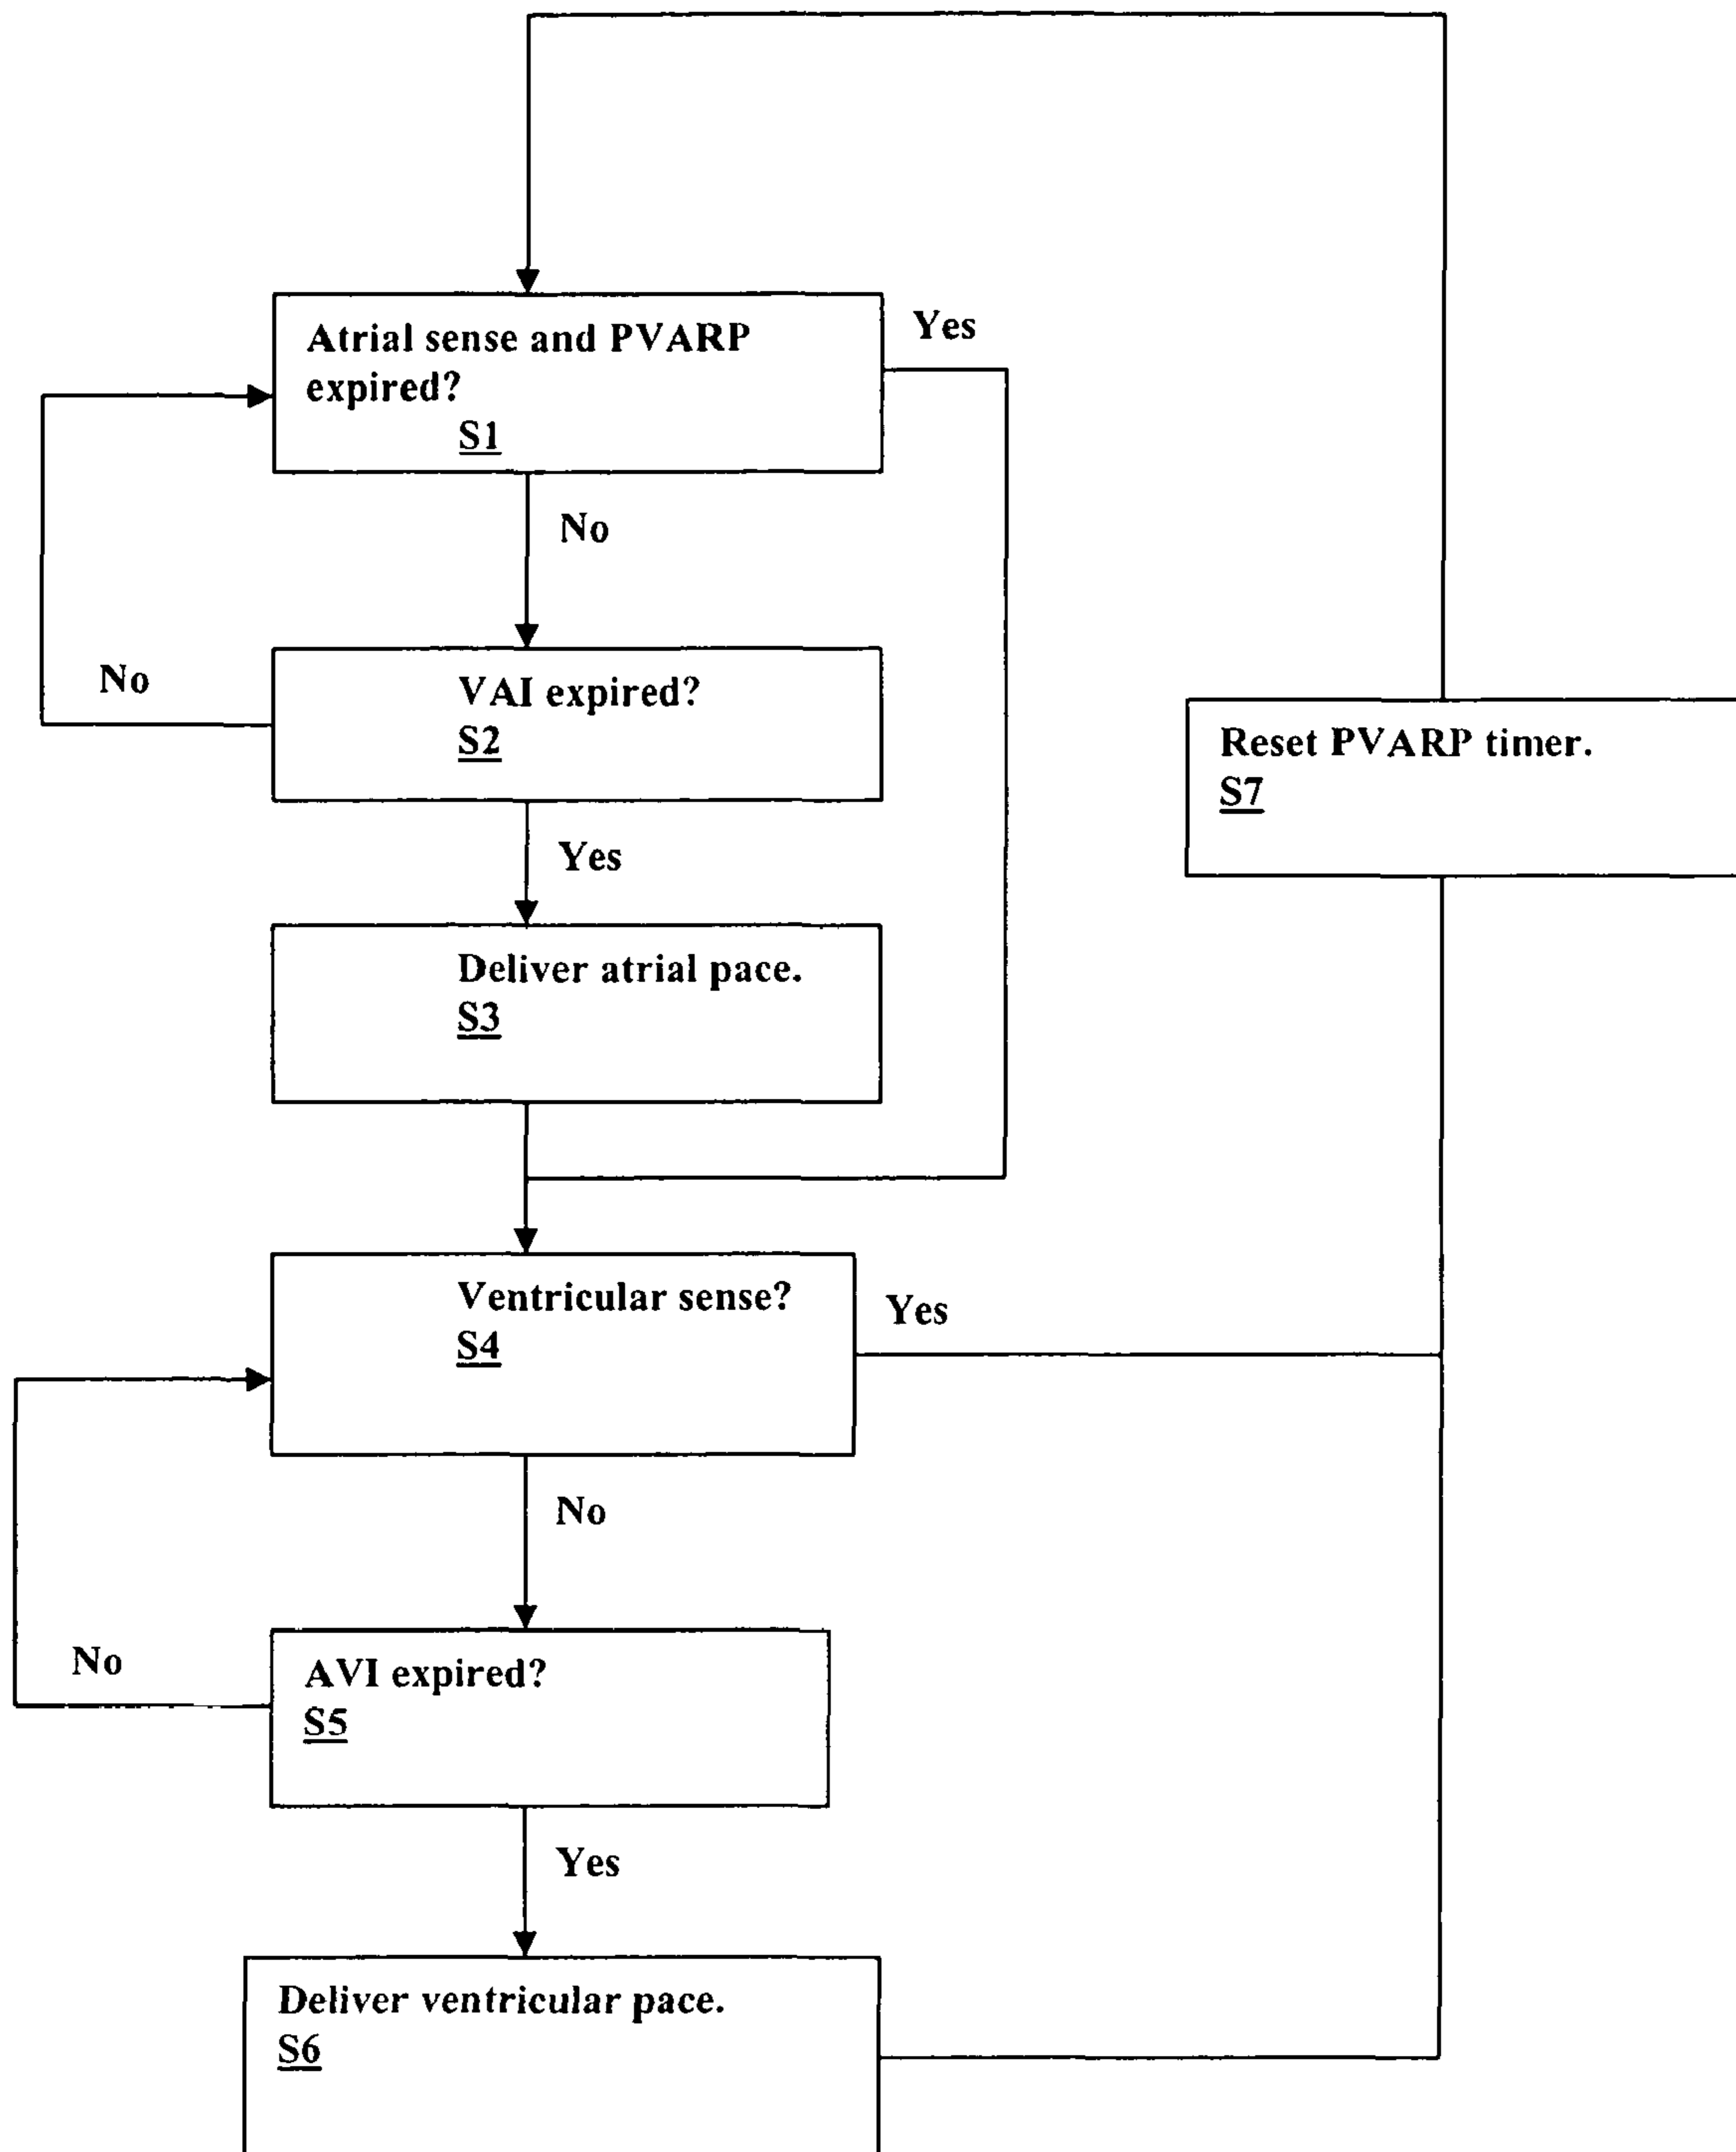 Atrial sense and PVARP
expired?
S1
Yes
No
VAI expired?
S2
No
Yes
Reset PVARP timer.
S7
Deliver atrial pace.
S3
Ventricular sense?
S4
Yes
No
AVI expired?
S5
No
Yes
Deliver ventricular pace.
S6